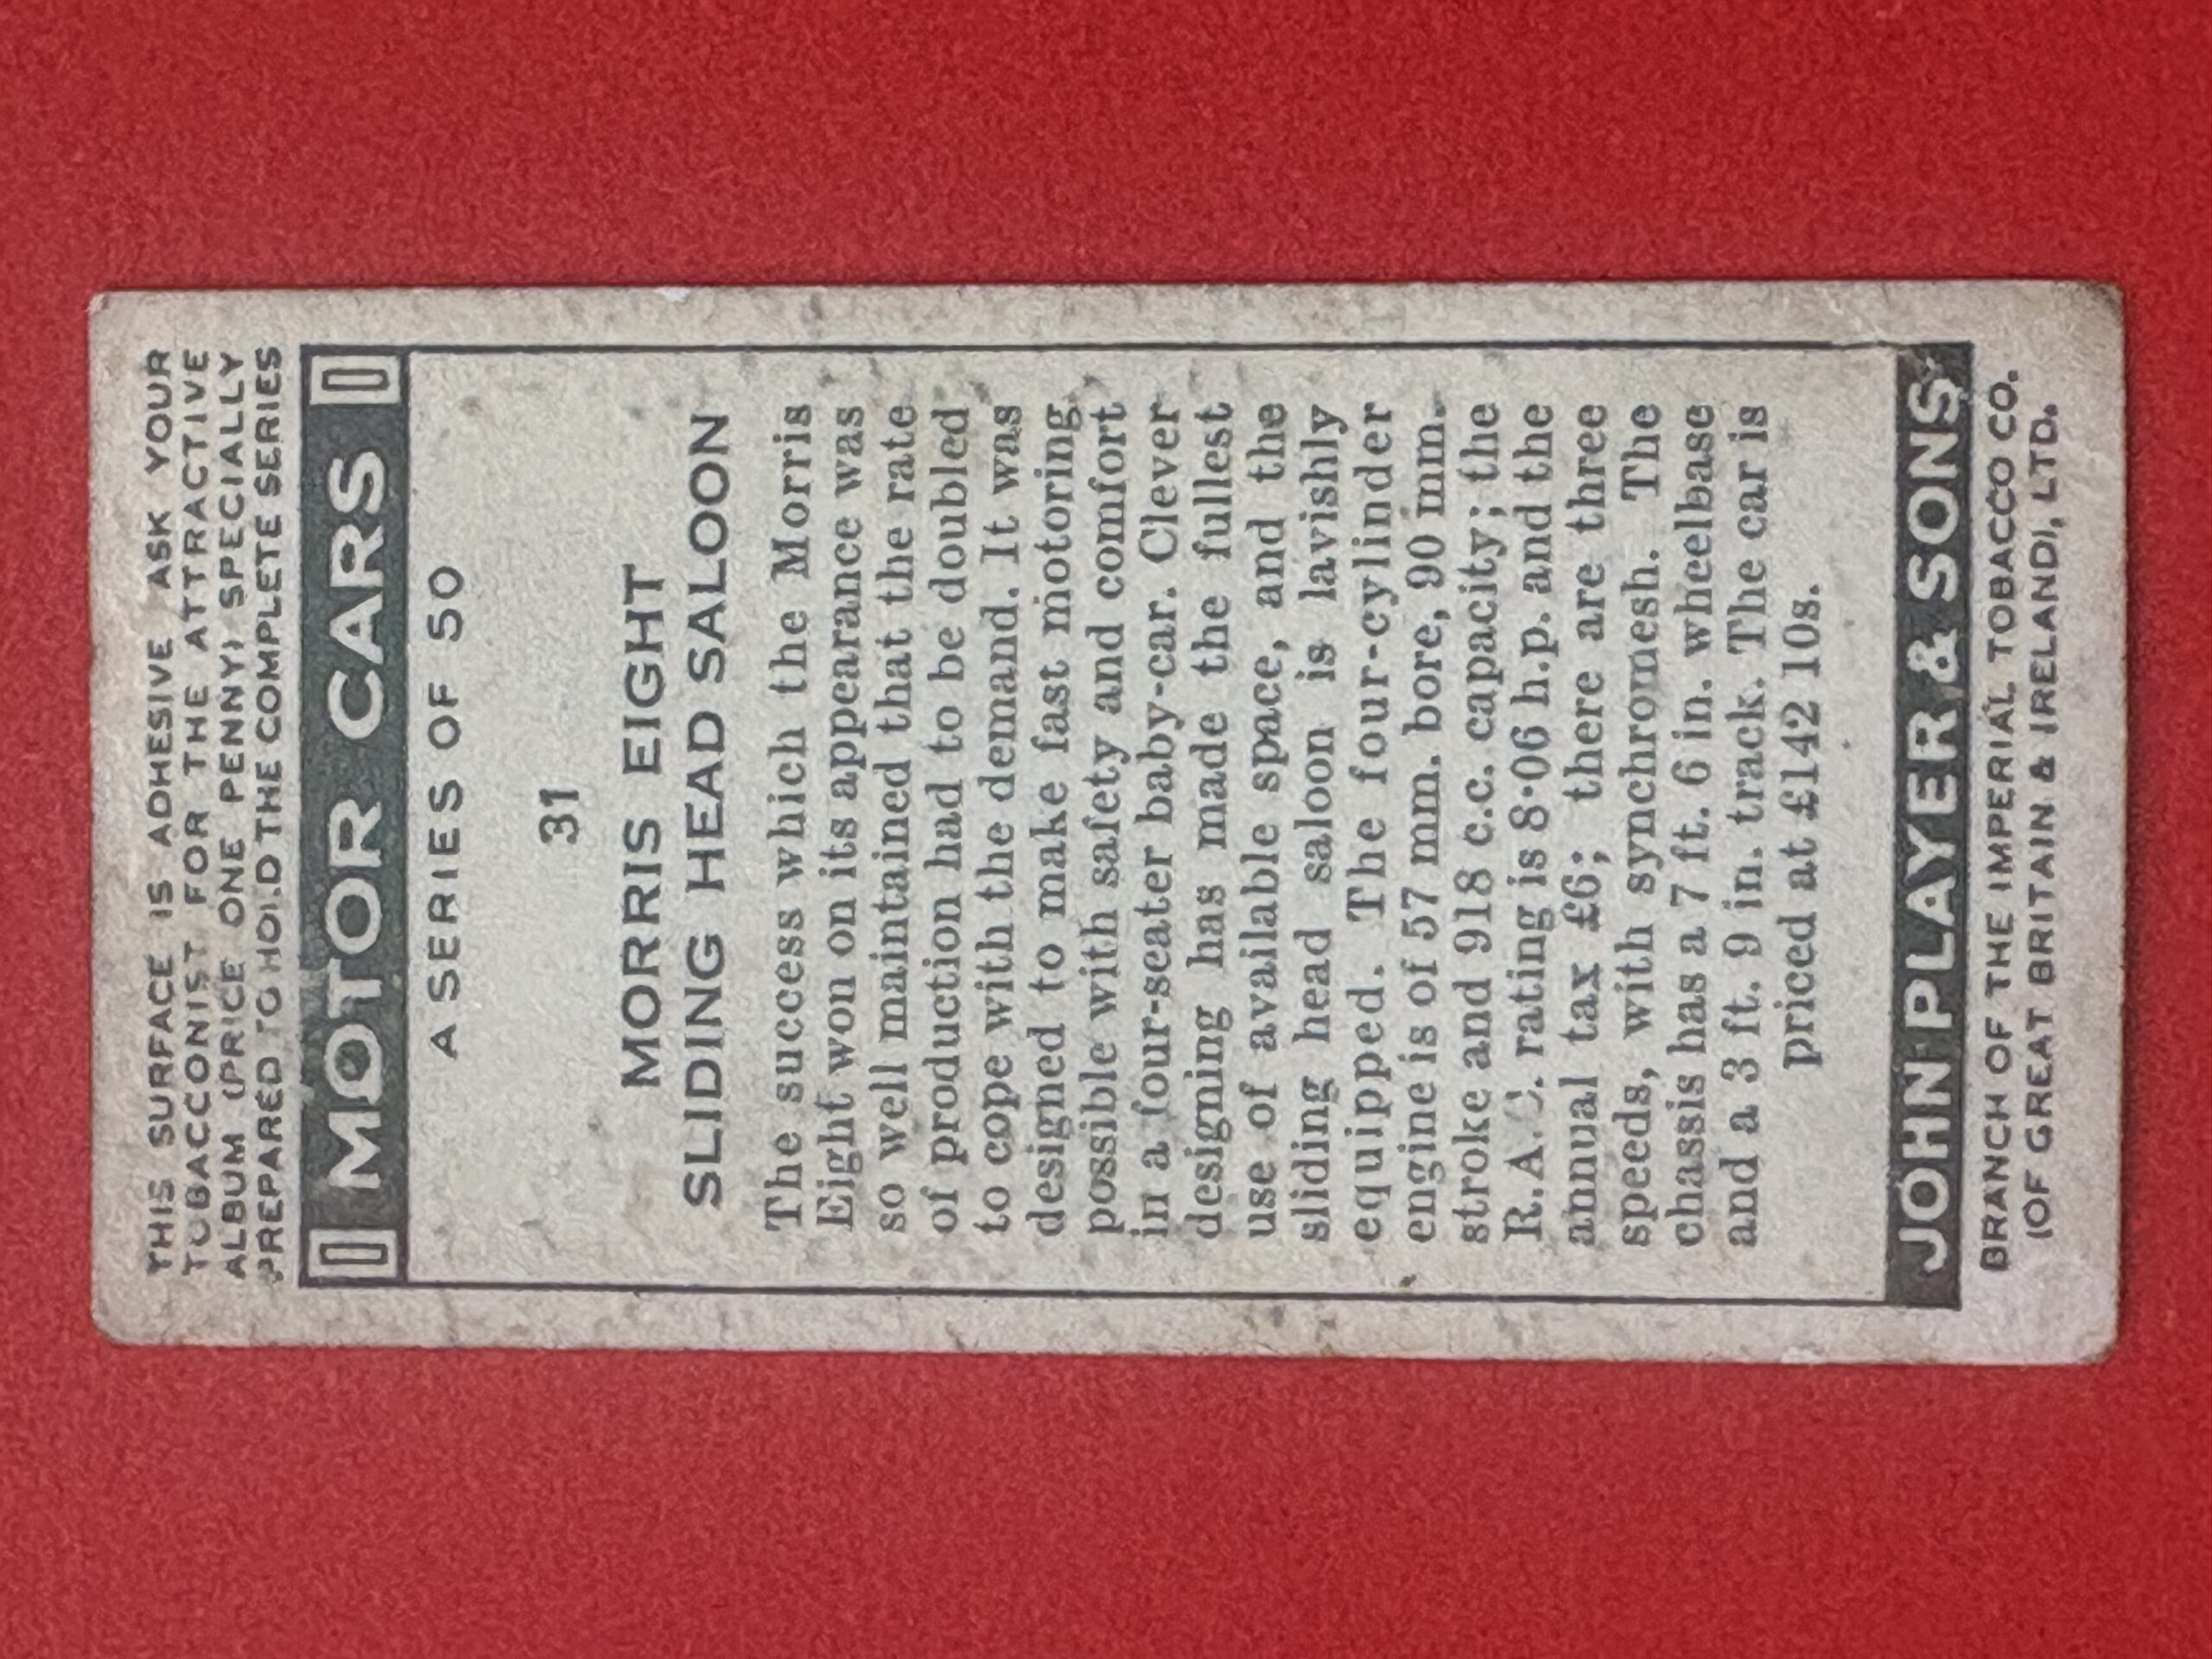 THIS SURFACE IS ADHESIVE ASK YOUR
TOBACCONIST FOR THE ATTRACTIVE
ALBUM (PRICE ONE PENNY) SPECIALLY
PREPARED TO HOLD THE COMPLETE SERIES
MOTOR CARS
A SERIES OF 50
31
MORRIS EIGHT
SLIDING HEAD SALOON
The success which the Morris
Eight won on its appearance was
so well maintained that the rate
of production had to be doubled
to cope with the demand. It was
designed to make fast motoring
possible with safety and comfort
in a four-seater baby-car. Clever
designing has made the fullest
use of available space, and the
sliding head saloon is lavishly
equipped. The four-cylinder
engine is of 57 mm. bore, 90 mm.
stroke and 918 c.c. capacity; the
R.A.C. rating is 8·06 h.p. and the
annual tax £6; there are three
speeds, with synchromesh. The
chassis has a 7 ft. 6 in. wheelbase
and a 3 ft. 9 in. track. The car is
priced at £142 10s.
JOHN PLAYER & SONS
BRANCH OF THE IMPERIAL TOBACCO CO.
(OF GREAT BRITAIN & IRELAND), LTD.